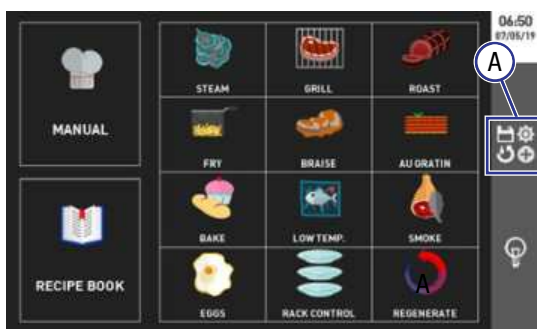 06:50
07/05/19
A
MANUAL
STEAM
GRILL
ROAST
FRY
BRAISE
AU GRATIN
RECIPE BOOK
BAKE
LOW TEMP.
SMOKE
EGGS
RACK CONTROL
A
REGENERATE